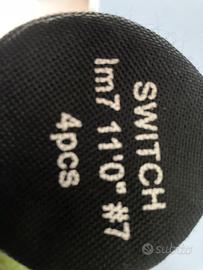 SWITCH
lm7 11'0" #7
4pcs
subito